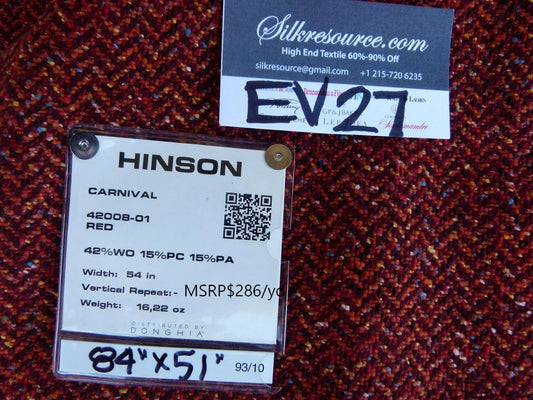 Silkresource.com
High End Textile 60%-90% Off
silkresource@gmail.com +1 215-720 6235
EV27
HINSON
CARNIVAL
42008-01
RED
42%WO 15%PC 15%PA
Width: 54 in
Vertical Repeat:- MSRP$286/yd
Weight: 16,22 oz
DISTRIBUTED BY
DONGHIA
84"X51" 93/10